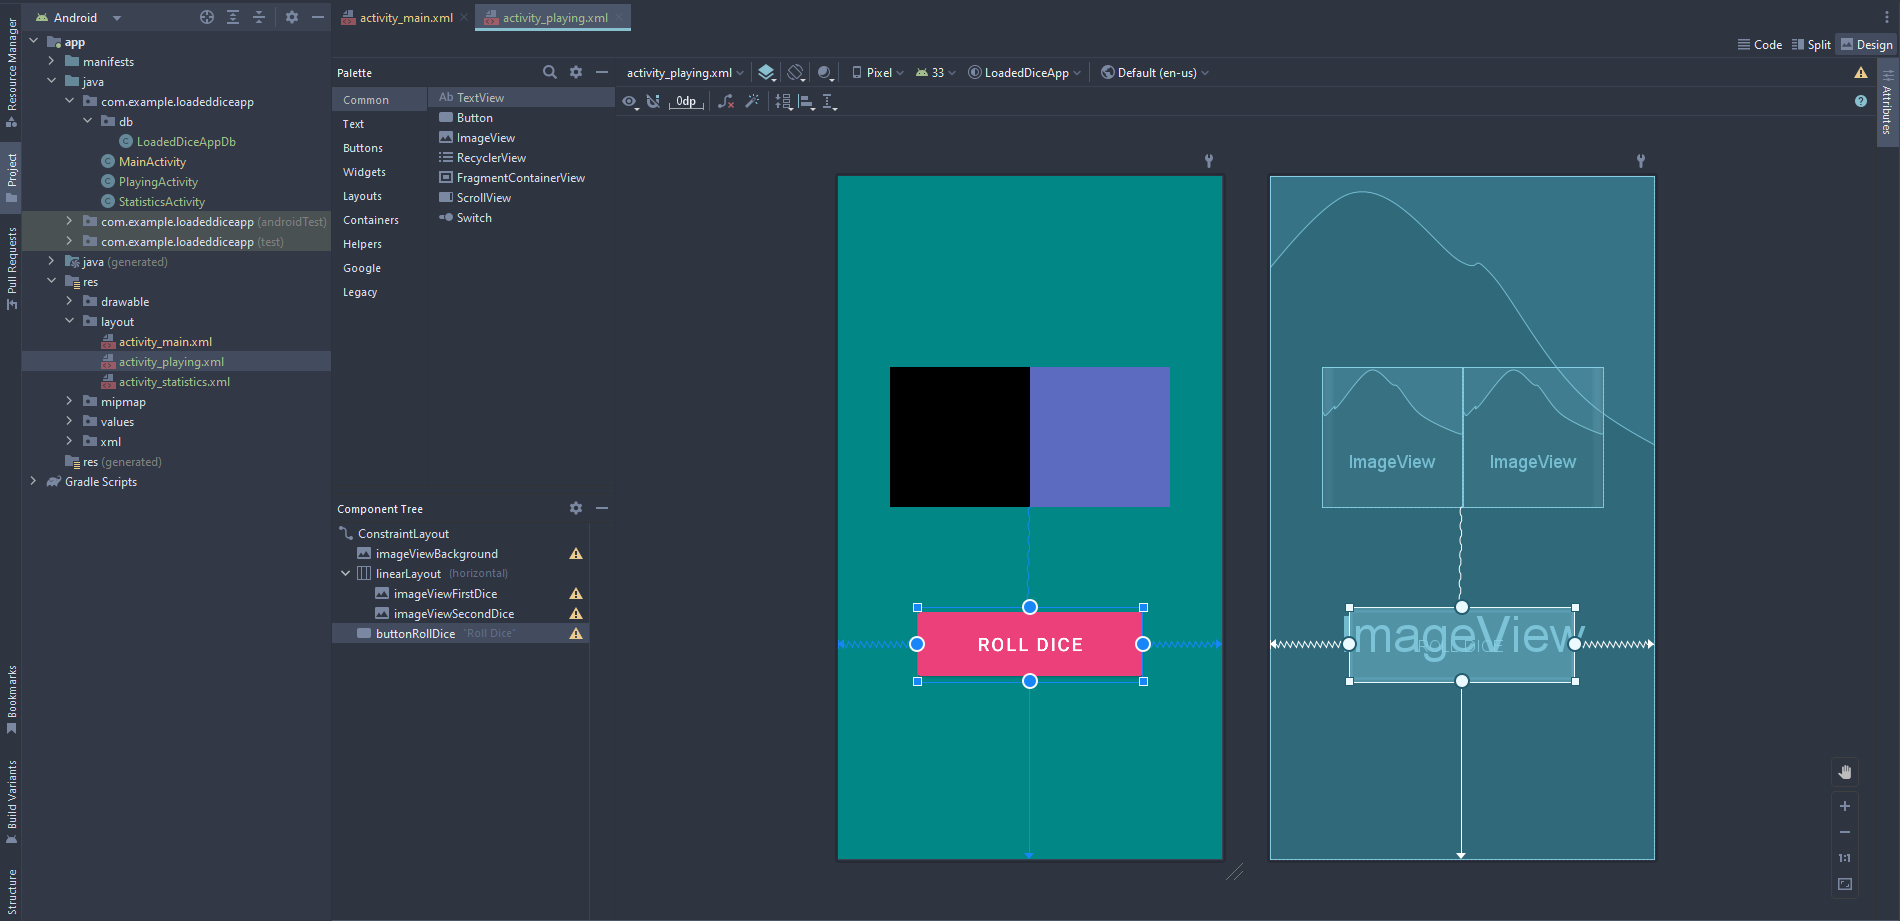 Android
activity_main.xml
activity_playing.xml
Resource Manager
Project
Pull Requests
Bookmarks
Build Variants
Structure
app
manifests
java
com.example.loadeddiceapp
db
LoadedDiceAppDb
MainActivity
PlayingActivity
StatisticsActivity
com.example.loadeddiceapp (androidTest)
com.example.loadeddiceapp (test)
java (generated)
res
drawable
layout
activity_main.xml
activity_playing.xml
activity_statistics.xml
mipmap
values
xml
res (generated)
Gradle Scripts
Code
Split
Design
Palette
Common
Text
Buttons
Widgets
Layouts
Containers
Helpers
Google
Legacy
Ab TextView
Button
ImageView
RecyclerView
FragmentContainerView
ScrollView
Switch
activity_playing.xml
Pixel
33
LoadedDiceApp
Default (en-us)
0dp
Attributes
Component Tree
ConstraintLayout
imageViewBackground
linearLayout (horizontal)
imageViewFirstDice
imageViewSecondDice
buttonRollDice "Roll Dice"
ROLL DICE
ImageView
ImageView
ImageView
ROLL DICE
1:1